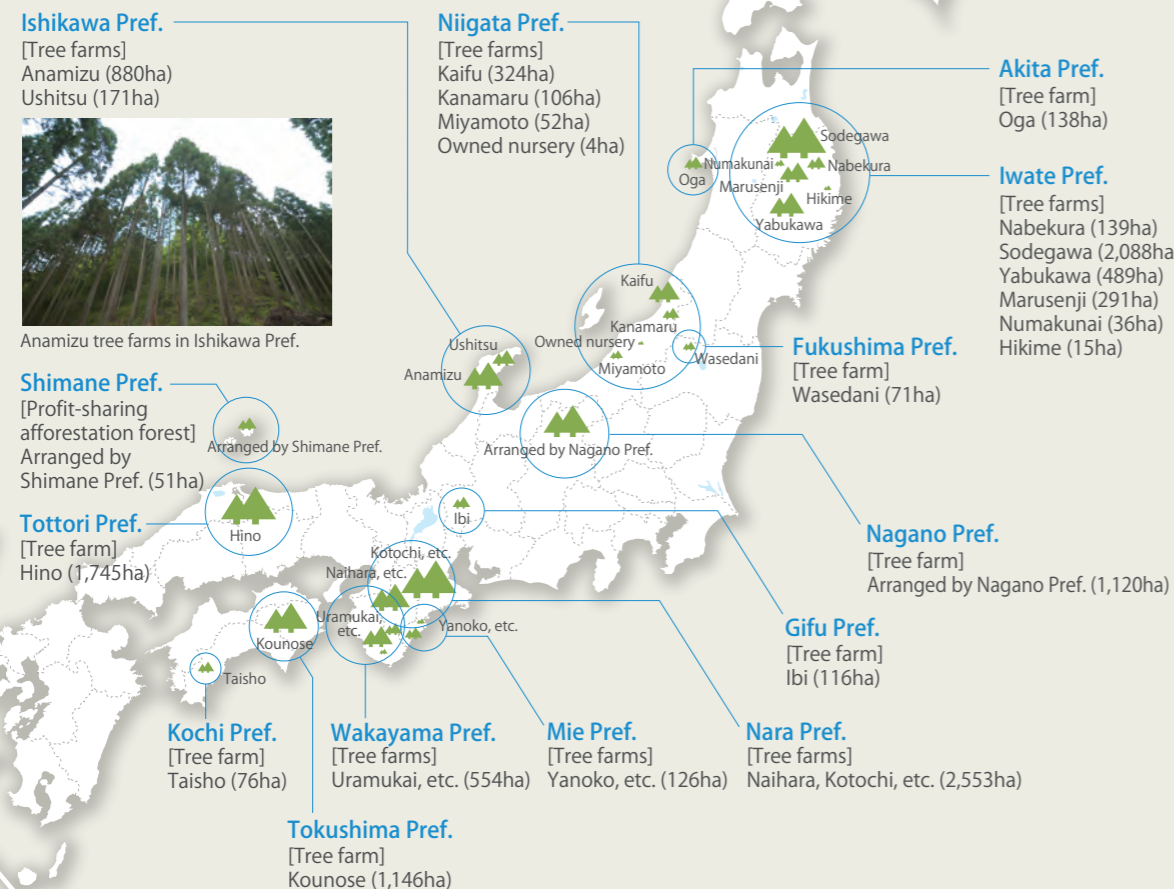 Ishikawa Pref.
[Tree farms]
Anamizu (880ha)
Ushitsu (171ha)
Anamizu tree farms in Ishikawa Pref.
Niigata Pref.
[Tree farms]
Kaifu (324ha)
Kanamaru (106ha)
Miyamoto (52ha)
Owned nursery (4ha)
Akita Pref.
[Tree farm]
Oga (138ha)
Iwate Pref.
[Tree farms]
Nabekura (139ha)
Sodegawa (2,088ha
Yabukawa (489ha)
Marusenji (291ha)
Numakunai (36ha)
Hikime (15ha)
Sodegawa
Numakunai
Nabekura
Oga
Marusenji
Hikime
Yabukawa
Kaifu
Kanamaru
Owned nursery
Miyamoto
Wasedani
Ushitsu
Anamizu
Fukushima Pref.
[Tree farm]
Wasedani (71ha)
Shimane Pref.
[Profit-sharing
afforestation forest]
Arranged by
Shimane Pref. (51ha)
Arranged by Shimane Pref.
Arranged by Nagano Pref.
Tottori Pref.
[Tree farm]
Hino (1,745ha)
Hino
Ibi
Nagano Pref.
[Tree farm]
Arranged by Nagano Pref. (1,120ha)
Kotochi, etc.
Naihara, etc.
Uramukai,
etc.
Yanoko, etc.
Kounose
Taisho
Gifu Pref.
[Tree farm]
Ibi (116ha)
Kochi Pref.
[Tree farm]
Taisho (76ha)
Wakayama Pref.
[Tree farms]
Uramukai, etc. (554ha)
Mie Pref.
[Tree farms]
Yanoko, etc. (126ha)
Nara Pref.
[Tree farms]
Naihara, Kotochi, etc. (2,553ha)
Tokushima Pref.
[Tree farm]
Kounose (1,146ha)